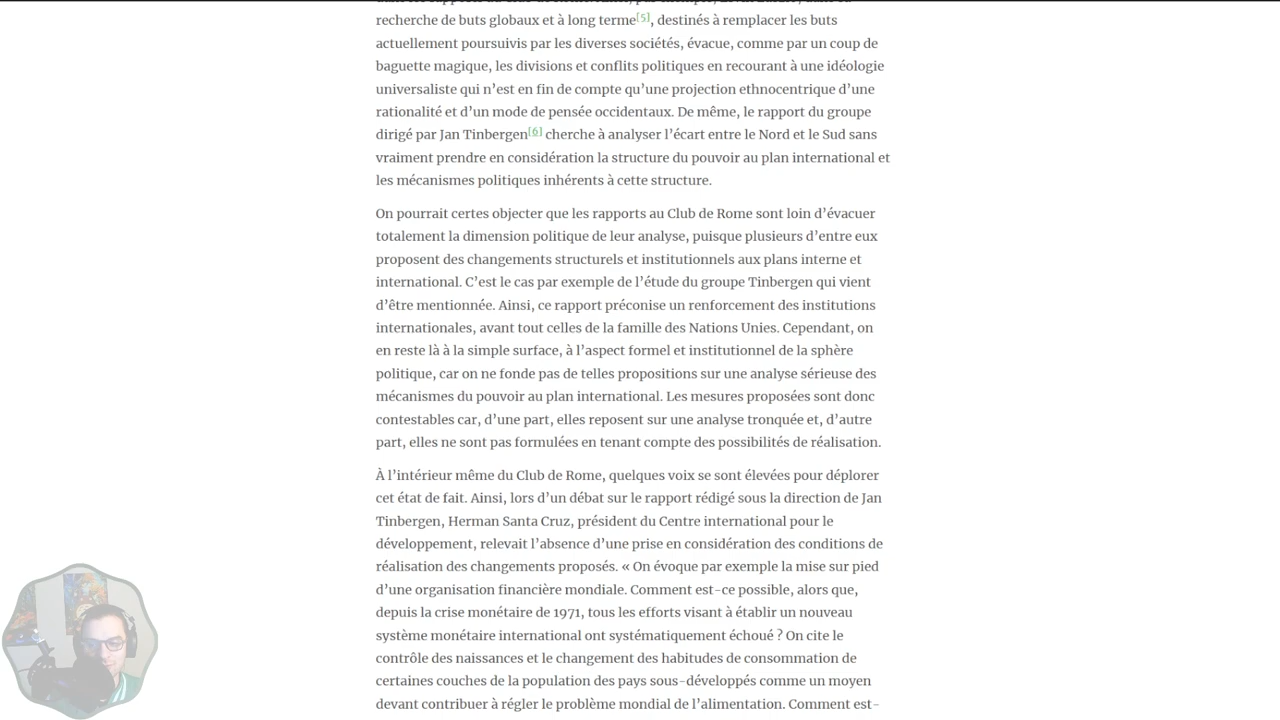 recherche de buts globaux et à long terme[5], destinés à remplacer les buts
actuellement poursuivis par les diverses sociétés, évacue, comme par un coup de
baguette magique, les divisions et conflits politiques en recourant à une idéologie
universaliste qui n’est en fin de compte qu’une projection ethnocentrique d’une
rationalité et d’un mode de pensée occidentaux. De même, le rapport du groupe
dirigé par Jan Tinbergen[6] cherche à analyser l’écart entre le Nord et le Sud sans
vraiment prendre en considération la structure du pouvoir au plan international et
les mécanismes politiques inhérents à cette structure.
On pourrait certes objecter que les rapports au Club de Rome sont loin d’évacuer
totalement la dimension politique de leur analyse, puisque plusieurs d’entre eux
proposent des changements structurels et institutionnels aux plans interne et
international. C’est le cas par exemple de l’étude du groupe Tinbergen qui vient
d’être mentionnée. Ainsi, ce rapport préconise un renforcement des institutions
internationales, avant tout celles de la famille des Nations Unies. Cependant, on
en reste là à la simple surface, à l’aspect formel et institutionnel de la sphère
politique, car on ne fonde pas de telles propositions sur une analyse sérieuse des
mécanismes du pouvoir au plan international. Les mesures proposées sont donc
contestables car, d’une part, elles reposent sur une analyse tronquée et, d’autre
part, elles ne sont pas formulées en tenant compte des possibilités de réalisation.
À l’intérieur même du Club de Rome, quelques voix se sont élevées pour déplorer
cet état de fait. Ainsi, lors d’un débat sur le rapport rédigé sous la direction de Jan
Tinbergen, Herman Santa Cruz, président du Centre international pour le
développement, relevait l’absence d’une prise en considération des conditions de
réalisation des changements proposés. « On évoque par exemple la mise sur pied
d’une organisation financière mondiale. Comment est-ce possible, alors que,
depuis la crise monétaire de 1971, tous les efforts visant à établir un nouveau
système monétaire international ont systématiquement échoué ? On cite le
contrôle des naissances et le changement des habitudes de consommation de
certaines couches de la population des pays sous-développés comme un moyen
devant contribuer à régler le problème mondial de l’alimentation. Comment est-